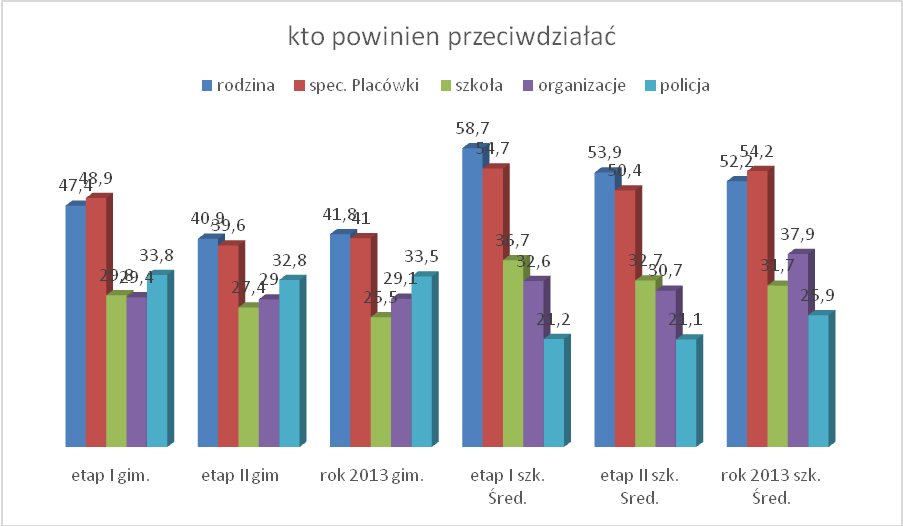 kto powinien przeciwdziałać
rodzina spec. Placówki szkoła organizacje policja
47,4 48,9 29,8 29,4 33,8
40,9 39,6 27,4 29 32,8
41,8 41 25,5 29,1 33,5
58,7 54,7 36,7 32,6 21,2
53,9 50,4 32,7 30,7 21,1
52,2 54,2 31,7 37,9 25,9
etap I gim. etap II gim rok 2013 gim. etap I szk. etap II szk. rok 2013 szk.
Śred. Sred. Śred.